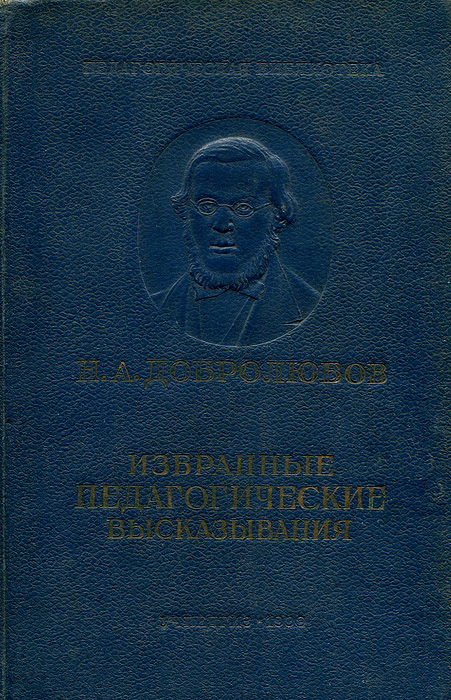 ПЕДАГОГИЧЕСКАЯ БИБЛИОТЕКА
Н.А.ДОБРОЛЮБОВ
ИЗБРАННЫЕ
ПЕДАГОГИЧЕСКИЕ
ВЫСКАЗЫВАНИЯ
УЧПЕДГИЗ